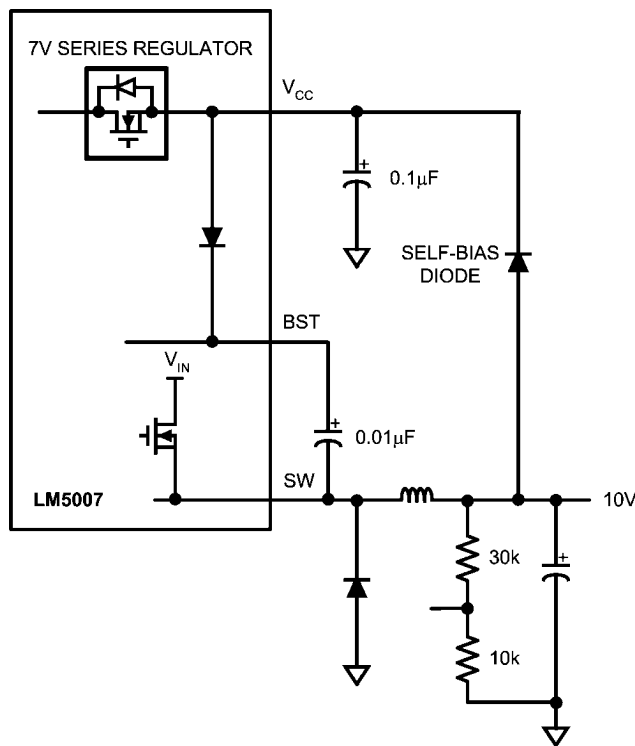 7V SERIES REGULATOR
VCC
+
0.1μF
SELF-BIAS
DIODE
BST
VIN
+
0.01μF
SW
LM5007
10V
30k
+
10k